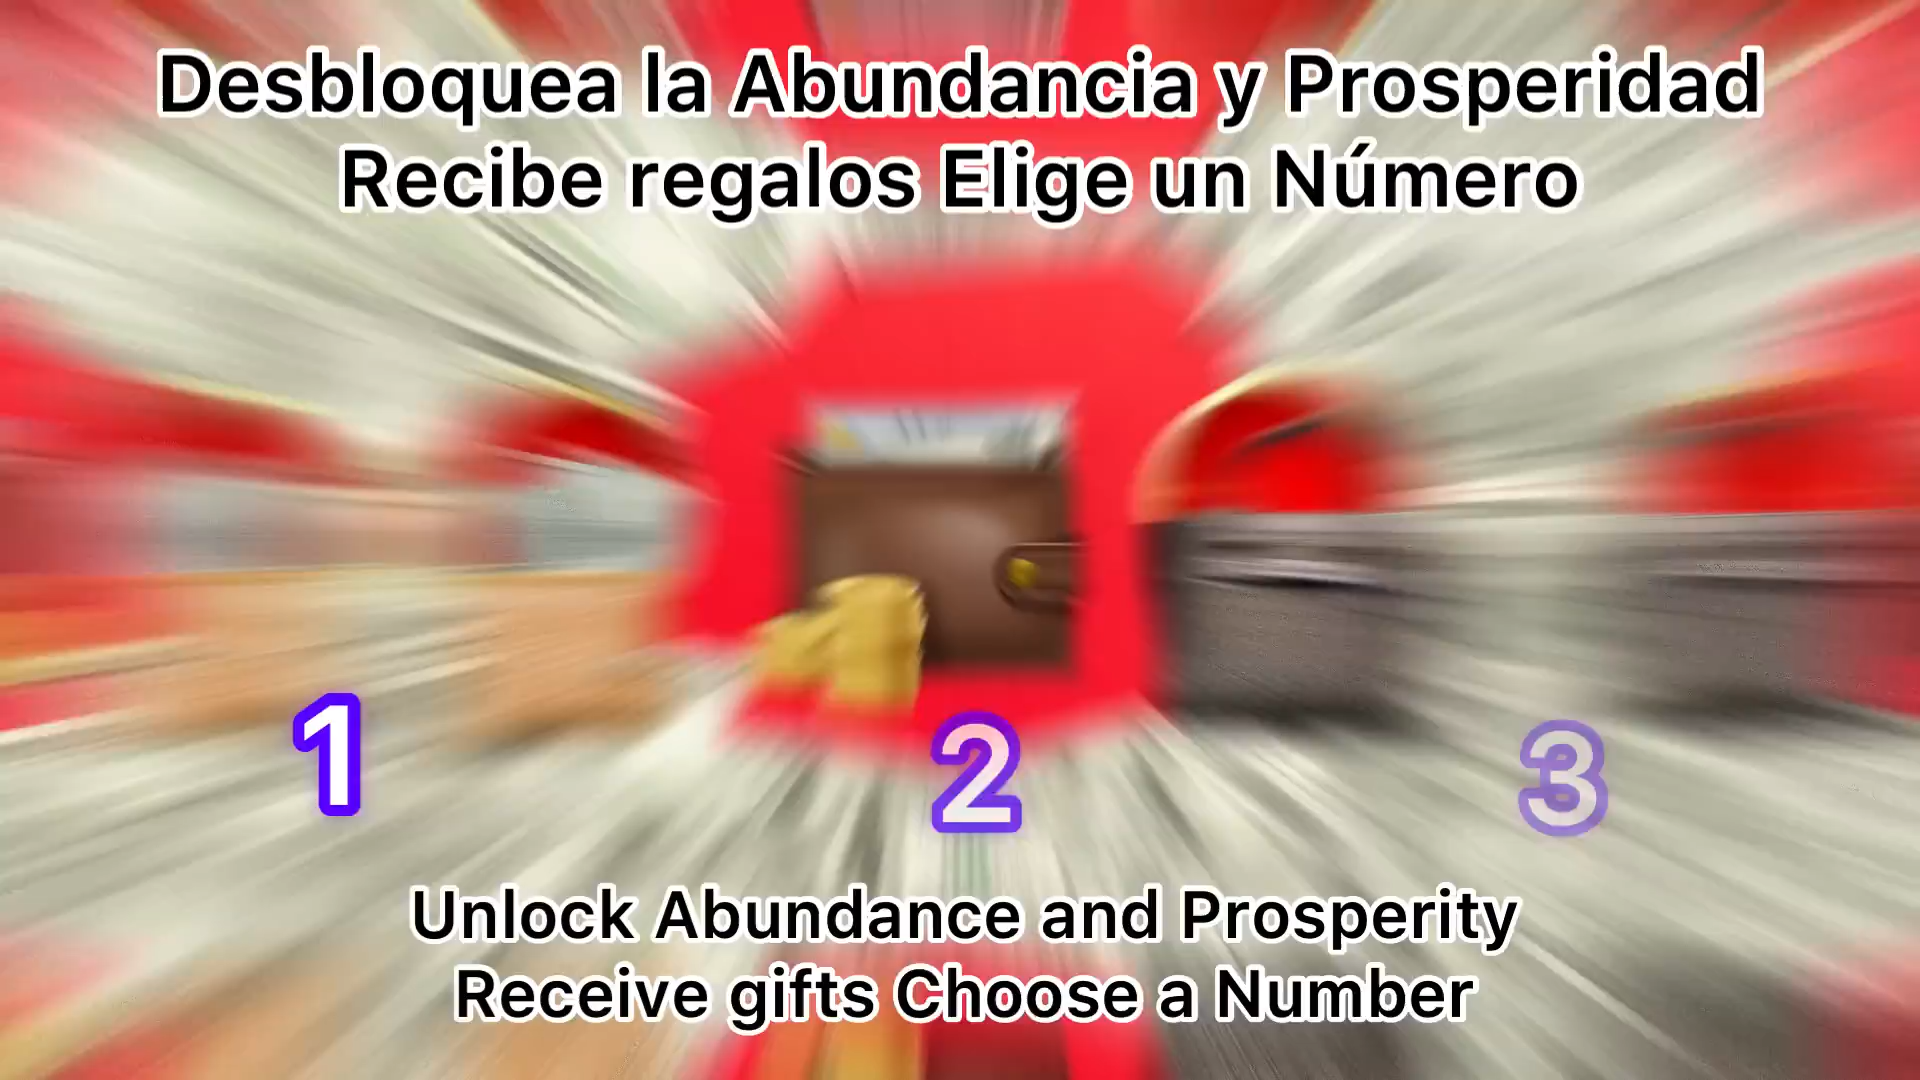 Desbloquea la Abundancia y Prosperidad
Recibe regalos Elige un Número
1
2
3
Unlock Abundance and Prosperity
Receive gifts Choose a Number